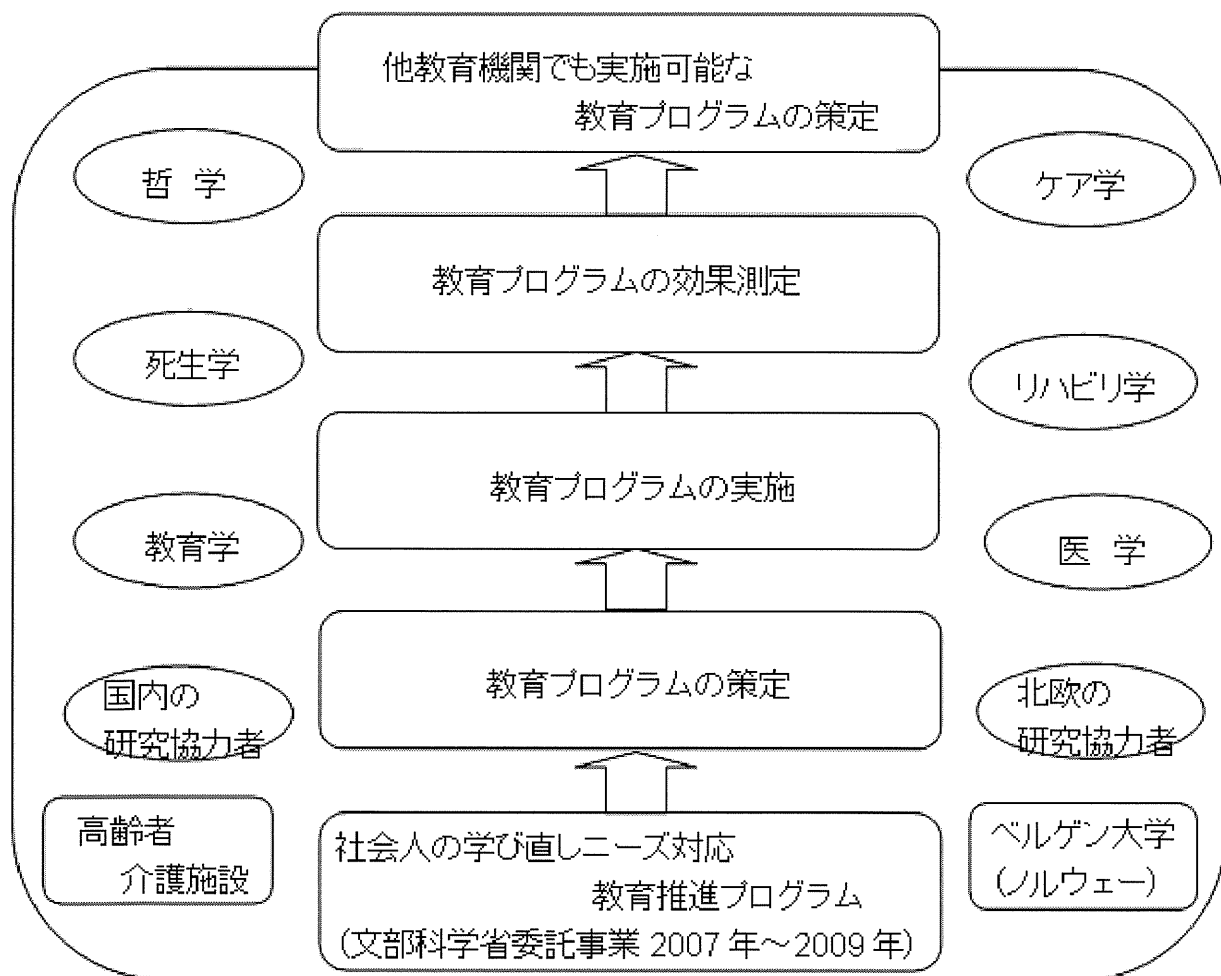 他教育機関でも実施可能な
教育プログラムの策定
哲 学
ケア学
教育プログラムの効果測定
死生学
リハビリ学
教育プログラムの実施
教育学
医 学
教育プログラムの策定
国内の
研究協力者
北欧の
研究協力者
高齢者
介護施設
社会人の学び直しニーズ対応
教育推進プログラム
(文部科学省委託事業 2007 年～2009 年)
ベルゲン大学
(ノルウェー)